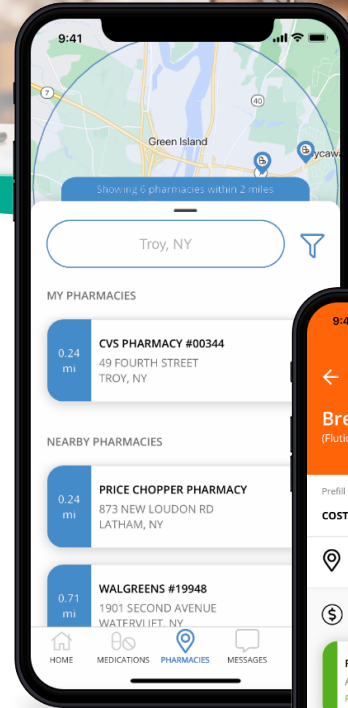 9:41
7
40
Green Island
Showing 6 pharmacies within 2 miles
Troy, NY
MY PHARMACIES
0.24
mi
CVS PHARMACY #00344
49 FOURTH STREET
TROY, NY
NEARBY PHARMACIES
0.24
mi
PRICE CHOPPER PHARMACY
873 NEW LOUDON RD
LATHAM, NY
0.71
mi
WALGREENS #19948
1901 SECOND AVENUE
WATERVLIET, NY
HOME
MEDICATIONS
PHARMACIES
MESSAGES
Prefill
COST